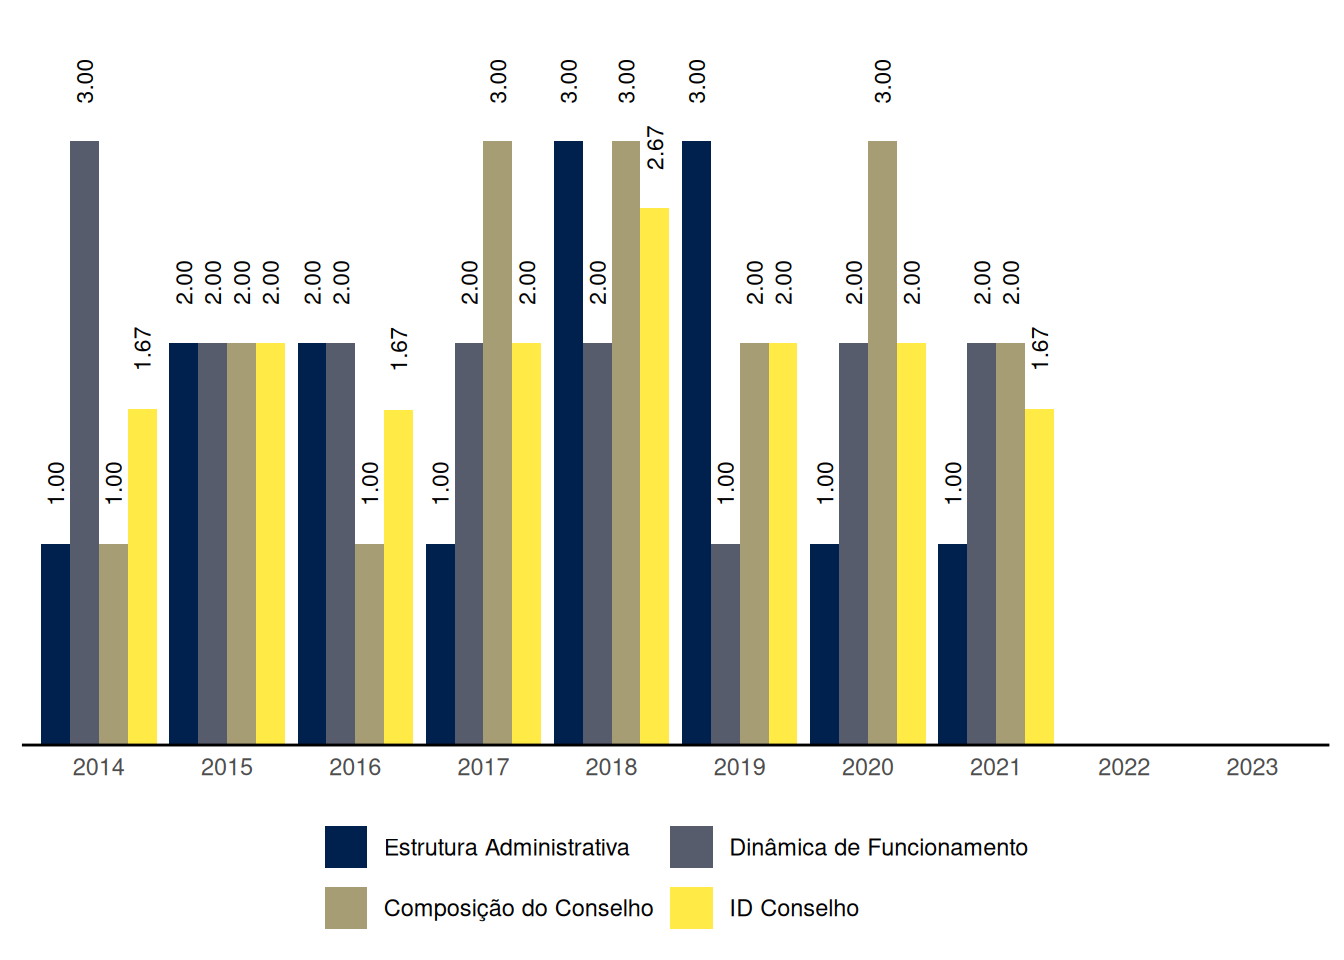 3.00 3.00 3.00 3.00 3.00 3.00
2.67
2.00 2.00 2.00 2.00 2.00 2.00 2.00 2.00 2.00 2.00 2.00 2.00 2.00 2.00 2.00
1.67 1.67 1.67
1.00 1.00 1.00 1.00 1.00 1.00 1.00
2014 2015 2016 2017 2018 2019 2020 2021 2022 2023
Estrutura Administrativa Dinâmica de Funcionamento
Composição do Conselho ID Conselho